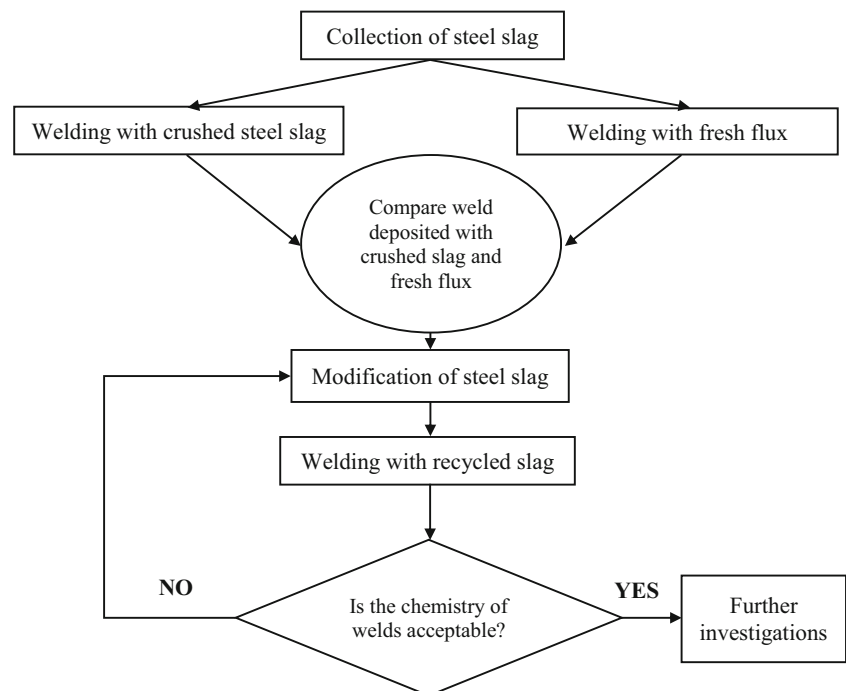 Collection of steel slag
Welding with crushed steel slag
Welding with fresh flux
Compare weld
deposited with
crushed slag and
fresh flux
Modification of steel slag
Welding with recycled slag
NO
Is the chemistry of
welds acceptable?
YES
Further
investigations